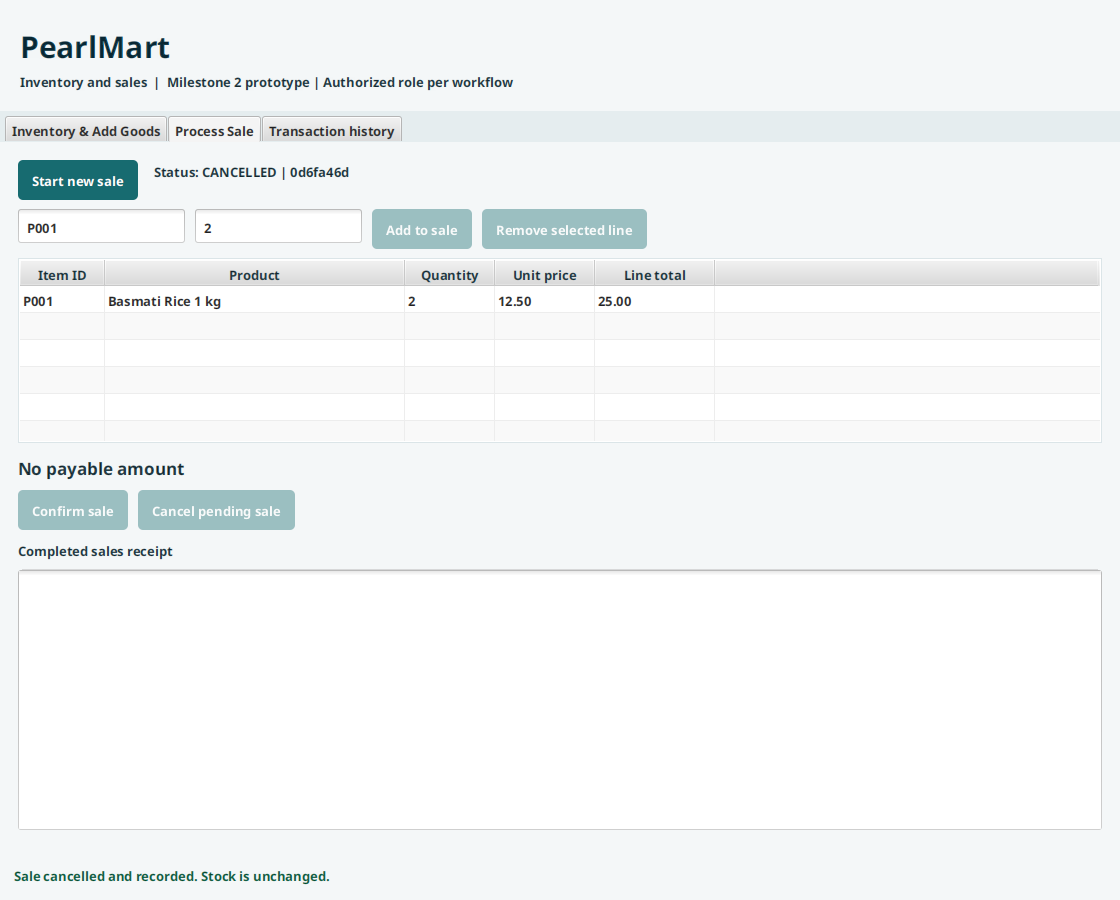 PearlMart
Inventory and sales | Milestone 2 prototype | Authorized role per workflow
Inventory & Add Goods Process Sale Transaction history
Start new sale Status: CANCELLED | 0d6fa46d
P001 2 Add to sale Remove selected line
Item ID Product Quantity Unit price Line total
P001 Basmati Rice 1 kg 2 12.50 25.00
No payable amount
Confirm sale Cancel pending sale
Completed sales receipt
Sale cancelled and recorded. Stock is unchanged.